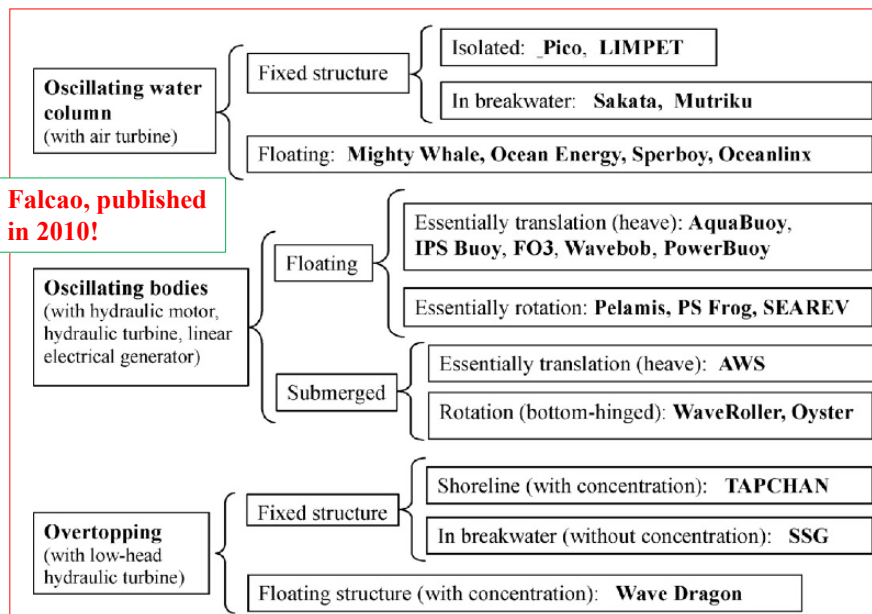 Isolated: _Pico, LIMPET
Fixed structure
Oscillating water
column
(with air turbine)
In breakwater: Sakata, Mutriku
Floating: Mighty Whale, Ocean Energy, Sperboy, Oceanlinx
Falcao, published
in 2010!
Essentially translation (heave): AquaBuoy,
IPS Buoy, FO3, Wavebob, PowerBuoy
Floating
Oscillating bodies
(with hydraulic motor,
hydraulic turbine, linear
electrical generator)
Essentially rotation: Pelamis, PS Frog, SEAREV
Essentially translation (heave): AWS
Submerged
Rotation (bottom-hinged): WaveRoller, Oyster
Shoreline (with concentration): TAPCHAN
Fixed structure
Overtopping
(with low-head
hydraulic turbine)
In breakwater (without concentration): SSG
Floating structure (with concentration): Wave Dragon